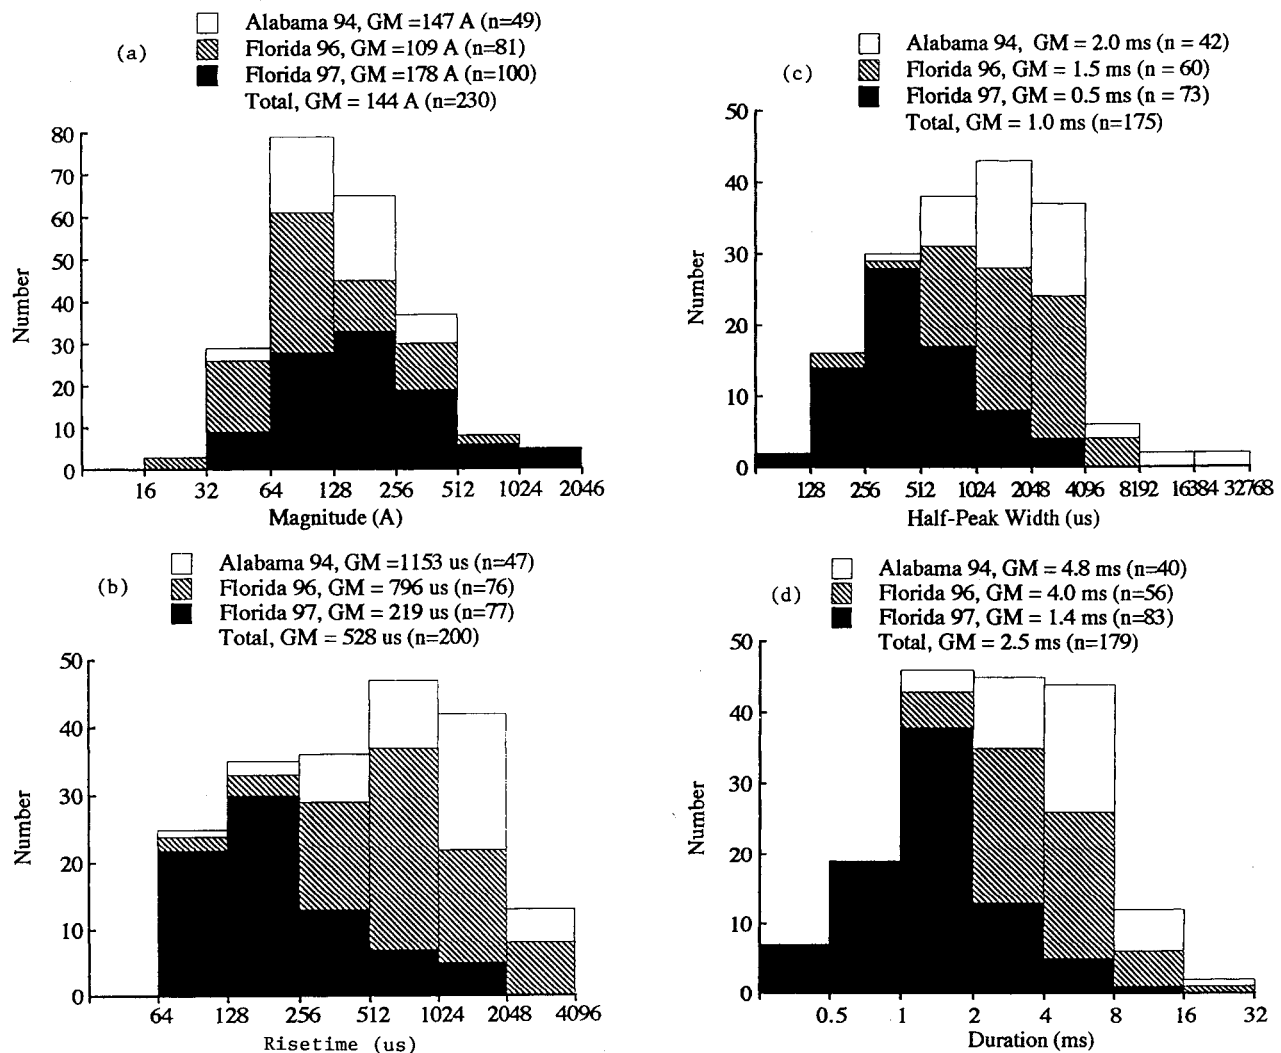 (a)
Alabama 94, GM =147 A (n=49)
Florida 96, GM =109 A (n=81)
Florida 97, GM =178 A (n=100)
Total, GM = 144 A (n=230)
Number
80
70
60
50
40
30
20
10
0
16 32 64 128 256 512 1024 2046
Magnitude (A)
(c)
Alabama 94, GM = 2.0 ms (n = 42)
Florida 96, GM = 1.5 ms (n = 60)
Florida 97, GM = 0.5 ms (n = 73)
Total, GM = 1.0 ms (n=175)
Number
50
40
30
20
10
0
128 256 512 1024 2048 4096 8192 16384 32768
Half-Peak Width (us)
(b)
Alabama 94, GM =1153 us (n=47)
Florida 96, GM = 796 us (n=76)
Florida 97, GM = 219 us (n=77)
Total, GM = 528 us (n=200)
Number
50
40
30
20
10
0
64 128 256 512 1024 2048 4096
Risetime (us)
(d)
Alabama 94, GM = 4.8 ms (n=40)
Florida 96, GM = 4.0 ms (n=56)
Florida 97, GM = 1.4 ms (n=83)
Total, GM = 2.5 ms (n=179)
Number
50
40
30
20
10
0
0.5 1 2 4 8 16 32
Duration (ms)